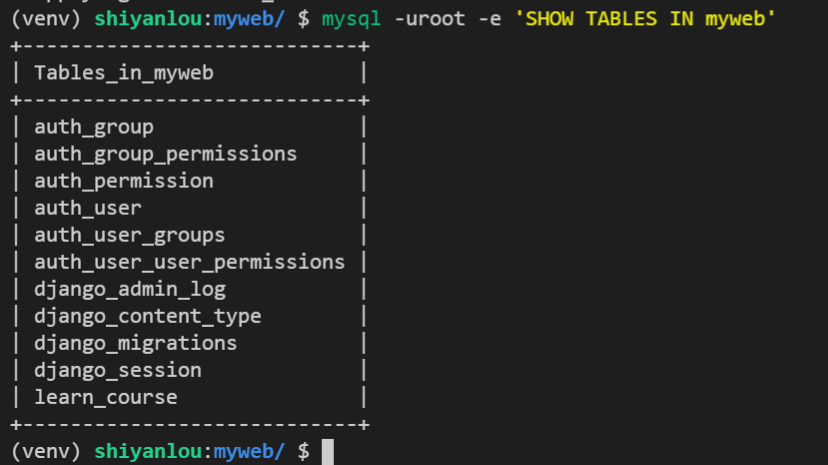 (venv) shiyanlou:myweb/ $ mysql -uroot -e 'SHOW TABLES IN myweb'
+----------------------------+
| Tables_in_myweb            |
+----------------------------+
| auth_group                 |
| auth_group_permissions     |
| auth_permission            |
| auth_user                  |
| auth_user_groups           |
| auth_user_user_permissions |
| django_admin_log           |
| django_content_type        |
| django_migrations          |
| django_session             |
| learn_course               |
+----------------------------+
(venv) shiyanlou:myweb/ $